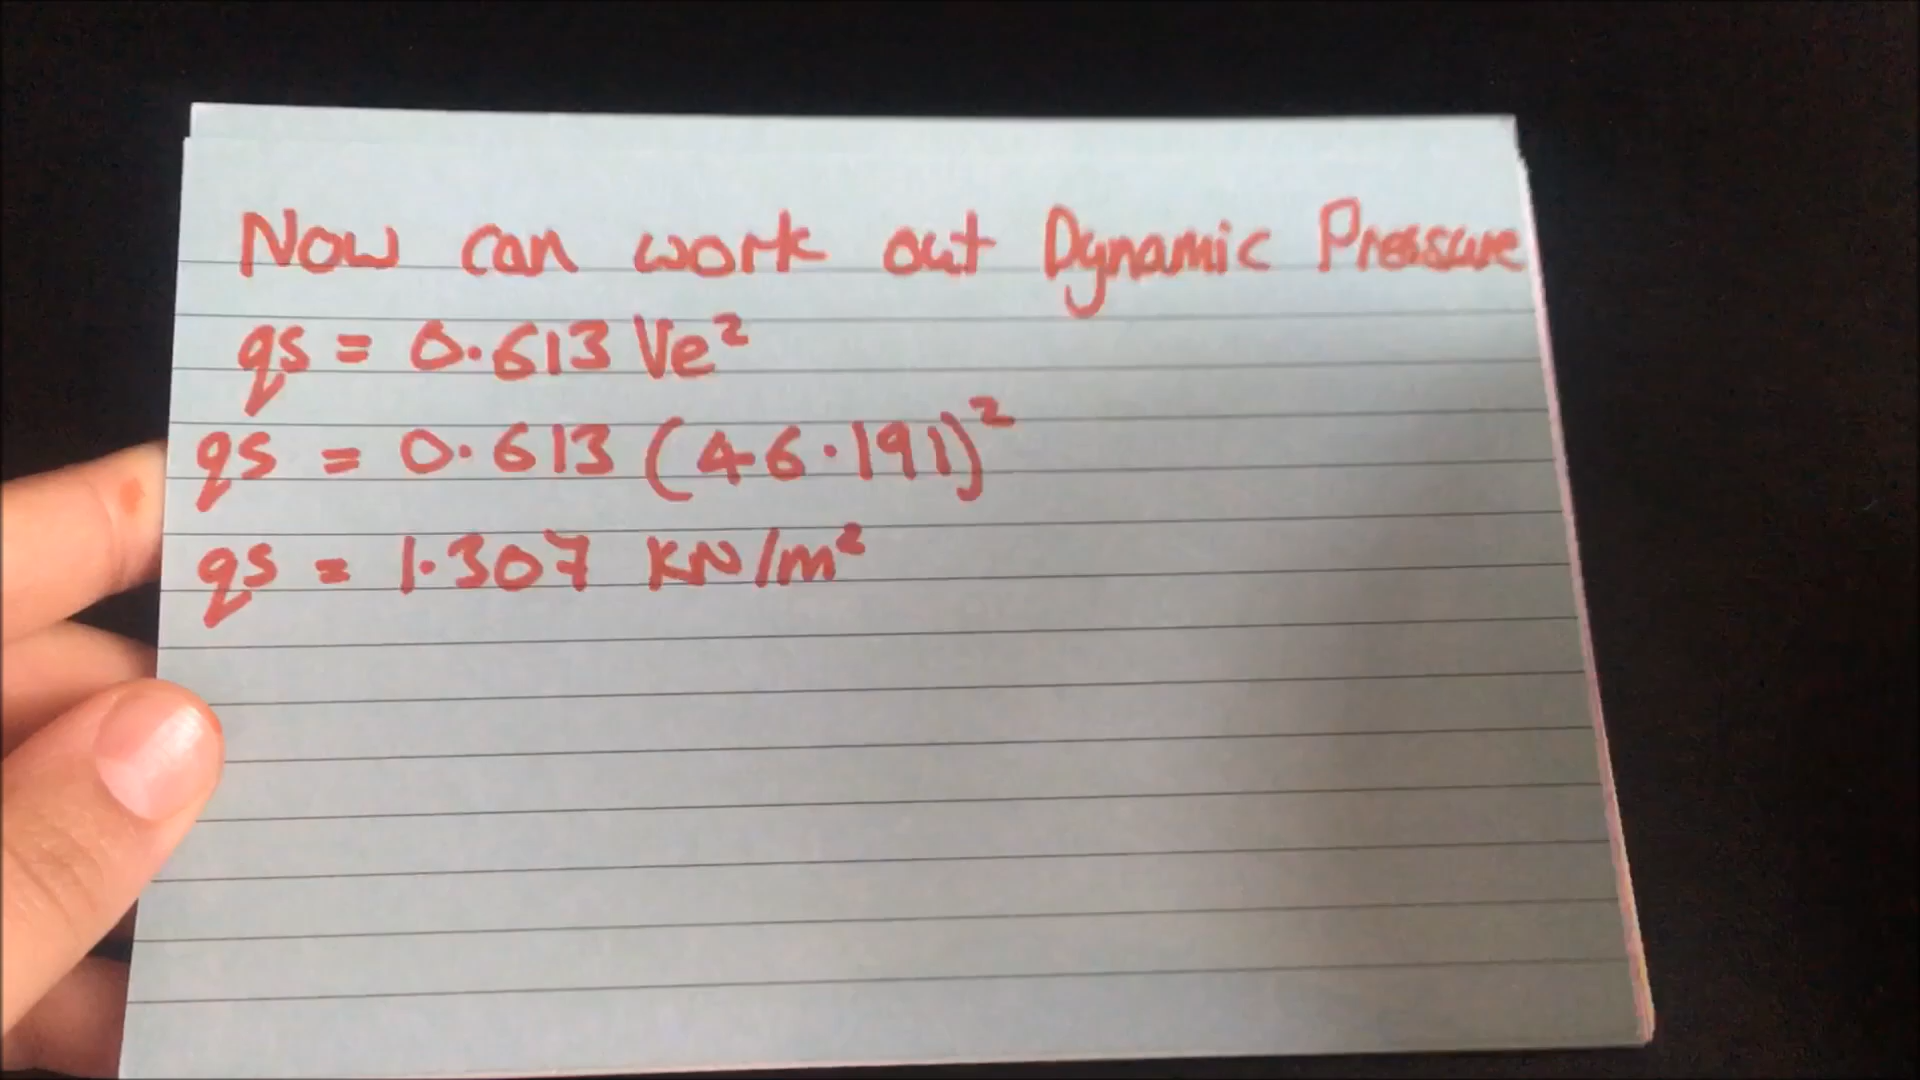 Now can work out Dynamic Pressure
qs = 0.613 Ve²
qs = 0.613 (46.191)²
qs = 1.307 KN/m²